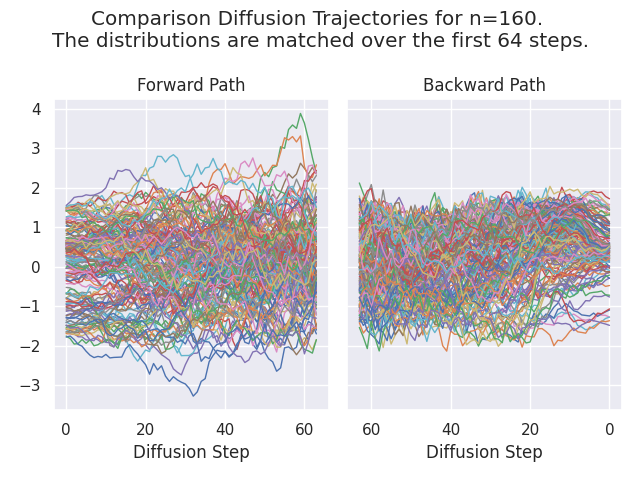 Comparison Diffusion Trajectories for n=160.
The distributions are matched over the first 64 steps.
Forward Path
Backward Path
4
3
2
1
0
−1
−2
−3
0 20 40 60
60 40 20 0
Diffusion Step
Diffusion Step